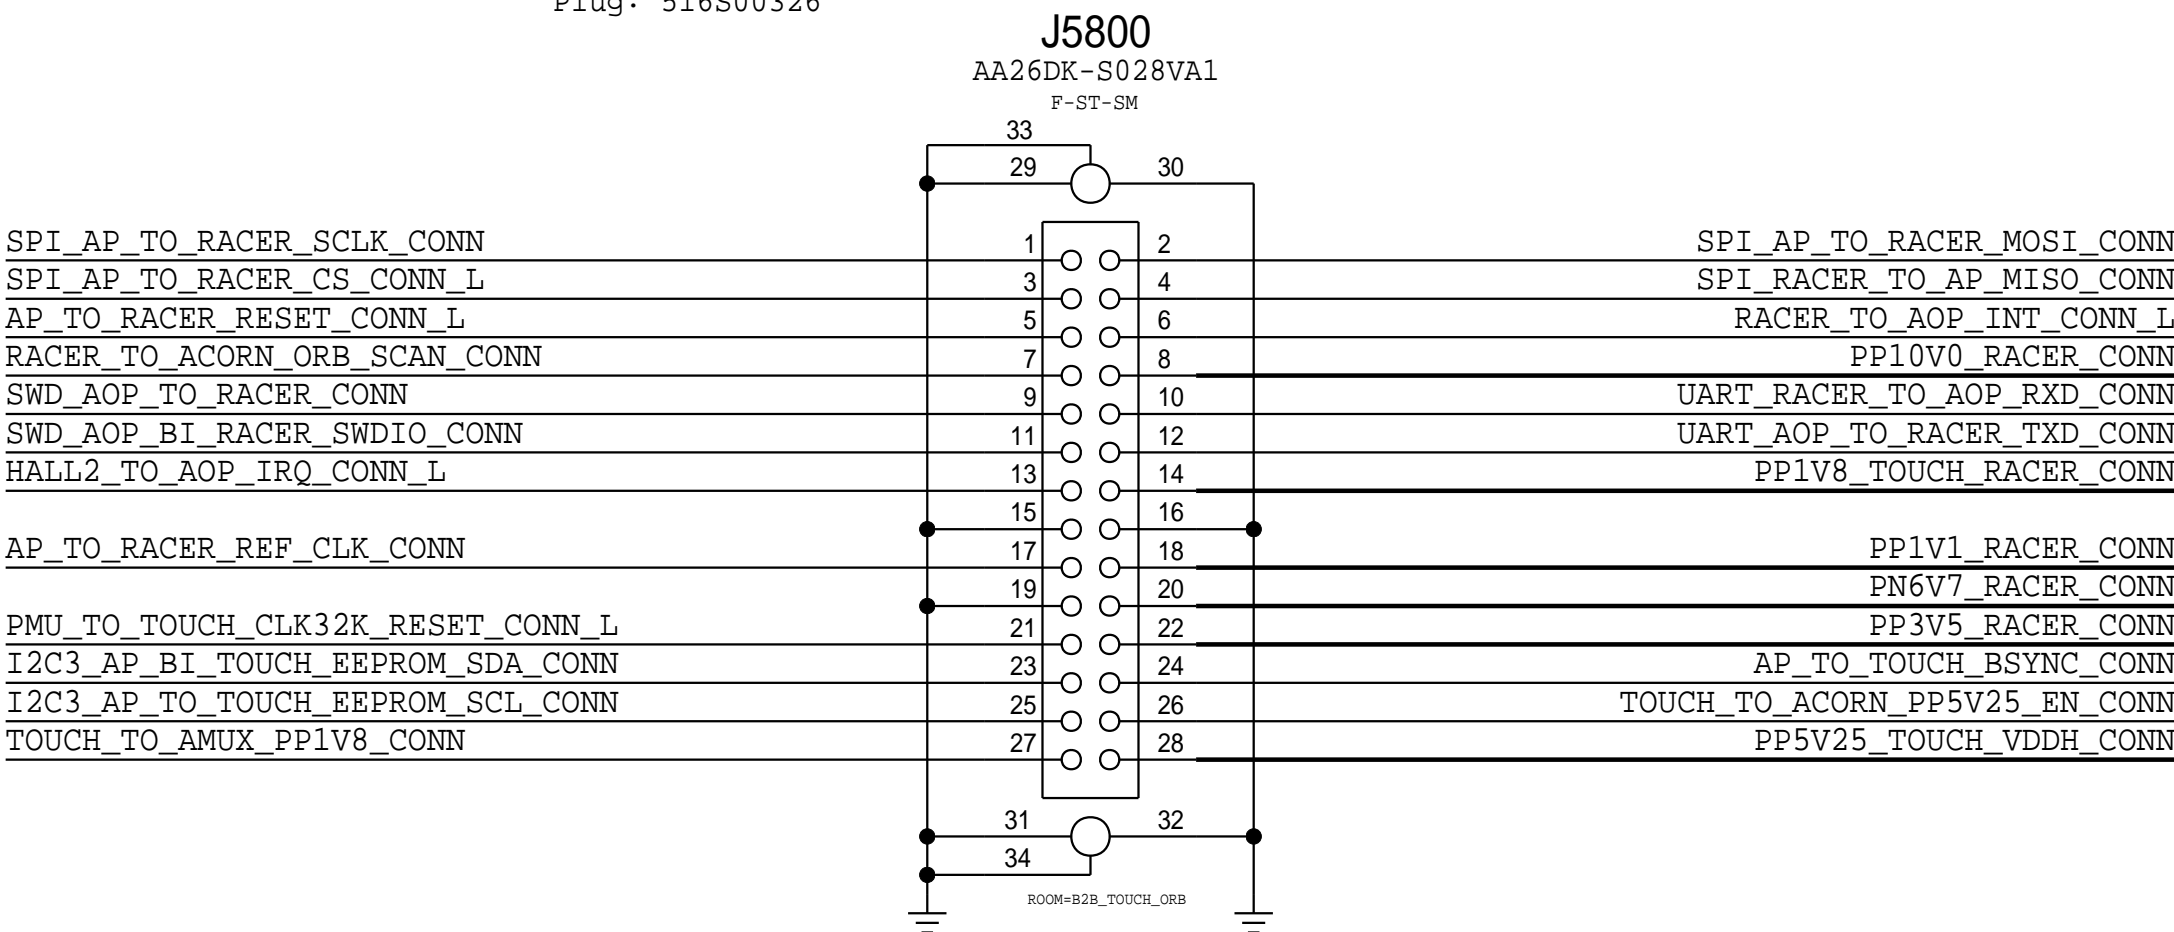 Plug: 516S00326
J5800
AA26DK-S028VA1
F-ST-SM
33
29 30
SPI_AP_TO_RACER_SCLK_CONN 1 2 SPI_AP_TO_RACER_MOSI_CONN
SPI_AP_TO_RACER_CS_CONN_L 3 4 SPI_RACER_TO_AP_MISO_CONN
AP_TO_RACER_RESET_CONN_L 5 6 RACER_TO_AOP_INT_CONN_L
RACER_TO_ACORN_ORB_SCAN_CONN 7 8 PP10V0_RACER_CONN
SWD_AOP_TO_RACER_CONN 9 10 UART_RACER_TO_AOP_RXD_CONN
SWD_AOP_BI_RACER_SWDIO_CONN 11 12 UART_AOP_TO_RACER_TXD_CONN
HALL2_TO_AOP_IRQ_CONN_L 13 14 PP1V8_TOUCH_RACER_CONN
15 16
AP_TO_RACER_REF_CLK_CONN 17 18 PP1V1_RACER_CONN
19 20 PN6V7_RACER_CONN
PMU_TO_TOUCH_CLK32K_RESET_CONN_L 21 22 PP3V5_RACER_CONN
I2C3_AP_BI_TOUCH_EEPROM_SDA_CONN 23 24 AP_TO_TOUCH_BSYNC_CONN
I2C3_AP_TO_TOUCH_EEPROM_SCL_CONN 25 26 TOUCH_TO_ACORN_PP5V25_EN_CONN
TOUCH_TO_AMUX_PP1V8_CONN 27 28 PP5V25_TOUCH_VDDH_CONN
31 32
34
ROOM=B2B_TOUCH_ORB